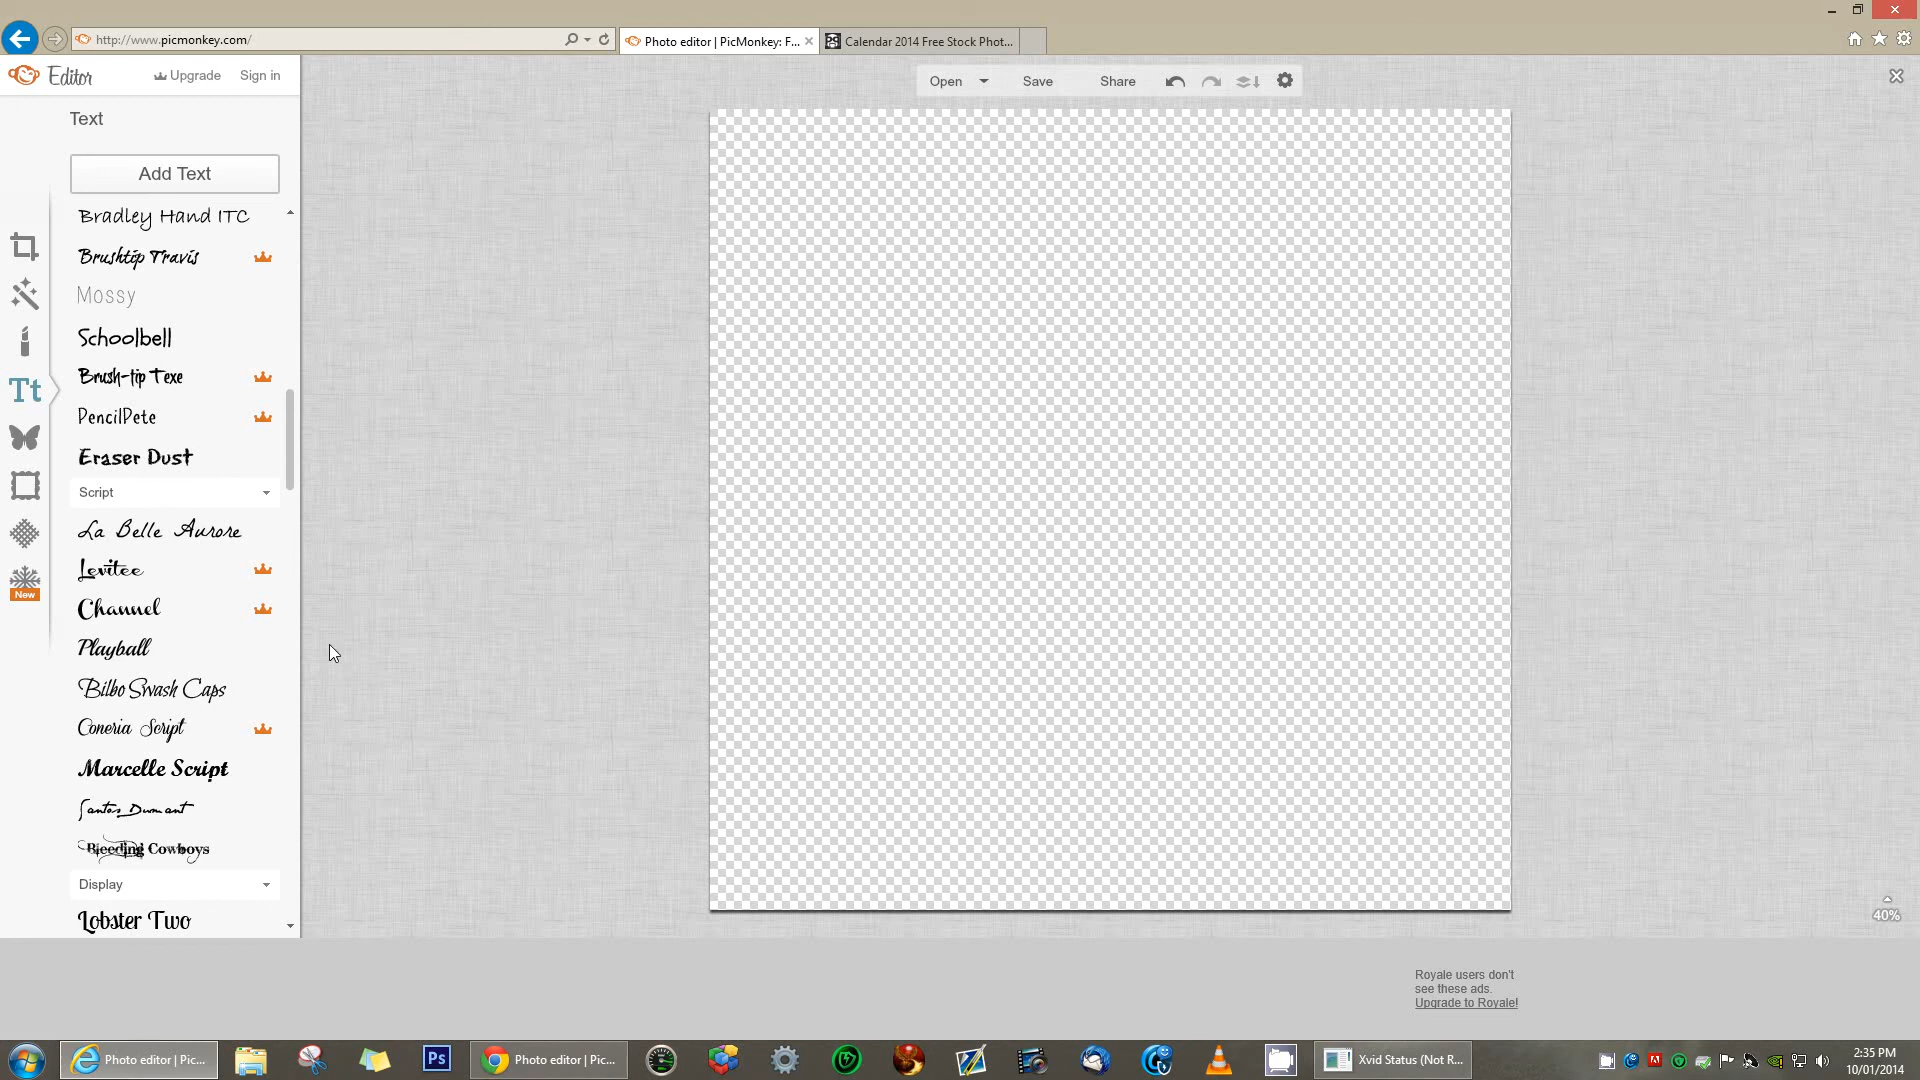 http://www.picmonkey.com/
Photo editor | PicMonkey: F...
Calendar 2014 Free Stock Phot...
Editor
Upgrade
Sign in
Open
Save
Share
Text
Add Text
Bradley Hand ITC
Brushtip Travis
Mossy
Schoolbell
Brush-tip Texe
PencilPete
Eraser Dust
Script
La Belle Aurore
Levitee
Channel
Playball
Bilbo Swash Caps
Coneria Script
Marcelle Script
Santos Dumont
Bleeding Cowboys
Display
Lobster Two
Tt
New
40%
Royale users don't
see these ads.
Upgrade to Royale!
Photo editor | Pic...
Ps
Photo editor | Pic...
Xvid Status (Not R...
2:35 PM
10/01/2014